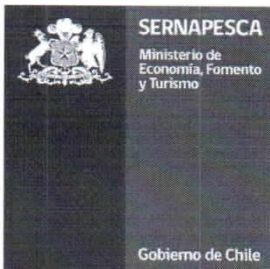 SERNAPESCA
Ministerio de
Economía, Fomento
y Turismo
Gobierno de Chile